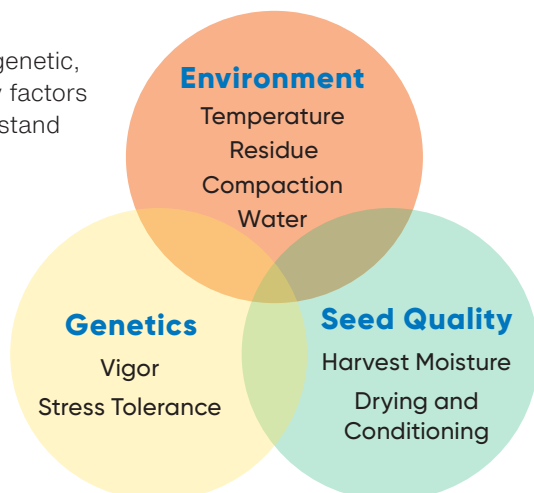 genetic,
factors
stand
Environment
Temperature
Residue
Compaction
Water
Genetics
Vigor
Stress Tolerance
Seed Quality
Harvest Moisture
Drying and
Conditioning